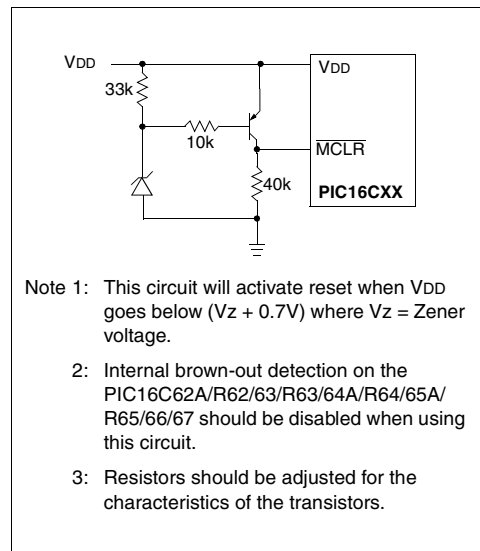 VDD
VDD
33k
10k
MCLR
40k
PIC16CXX
Note 1: This circuit will activate reset when VDD
goes below (Vz + 0.7V) where Vz = Zener
voltage.
2: Internal brown-out detection on the
PIC16C62A/R62/63/R63/64A/R64/65A/
R65/66/67 should be disabled when using
this circuit.
3: Resistors should be adjusted for the
characteristics of the transistors.